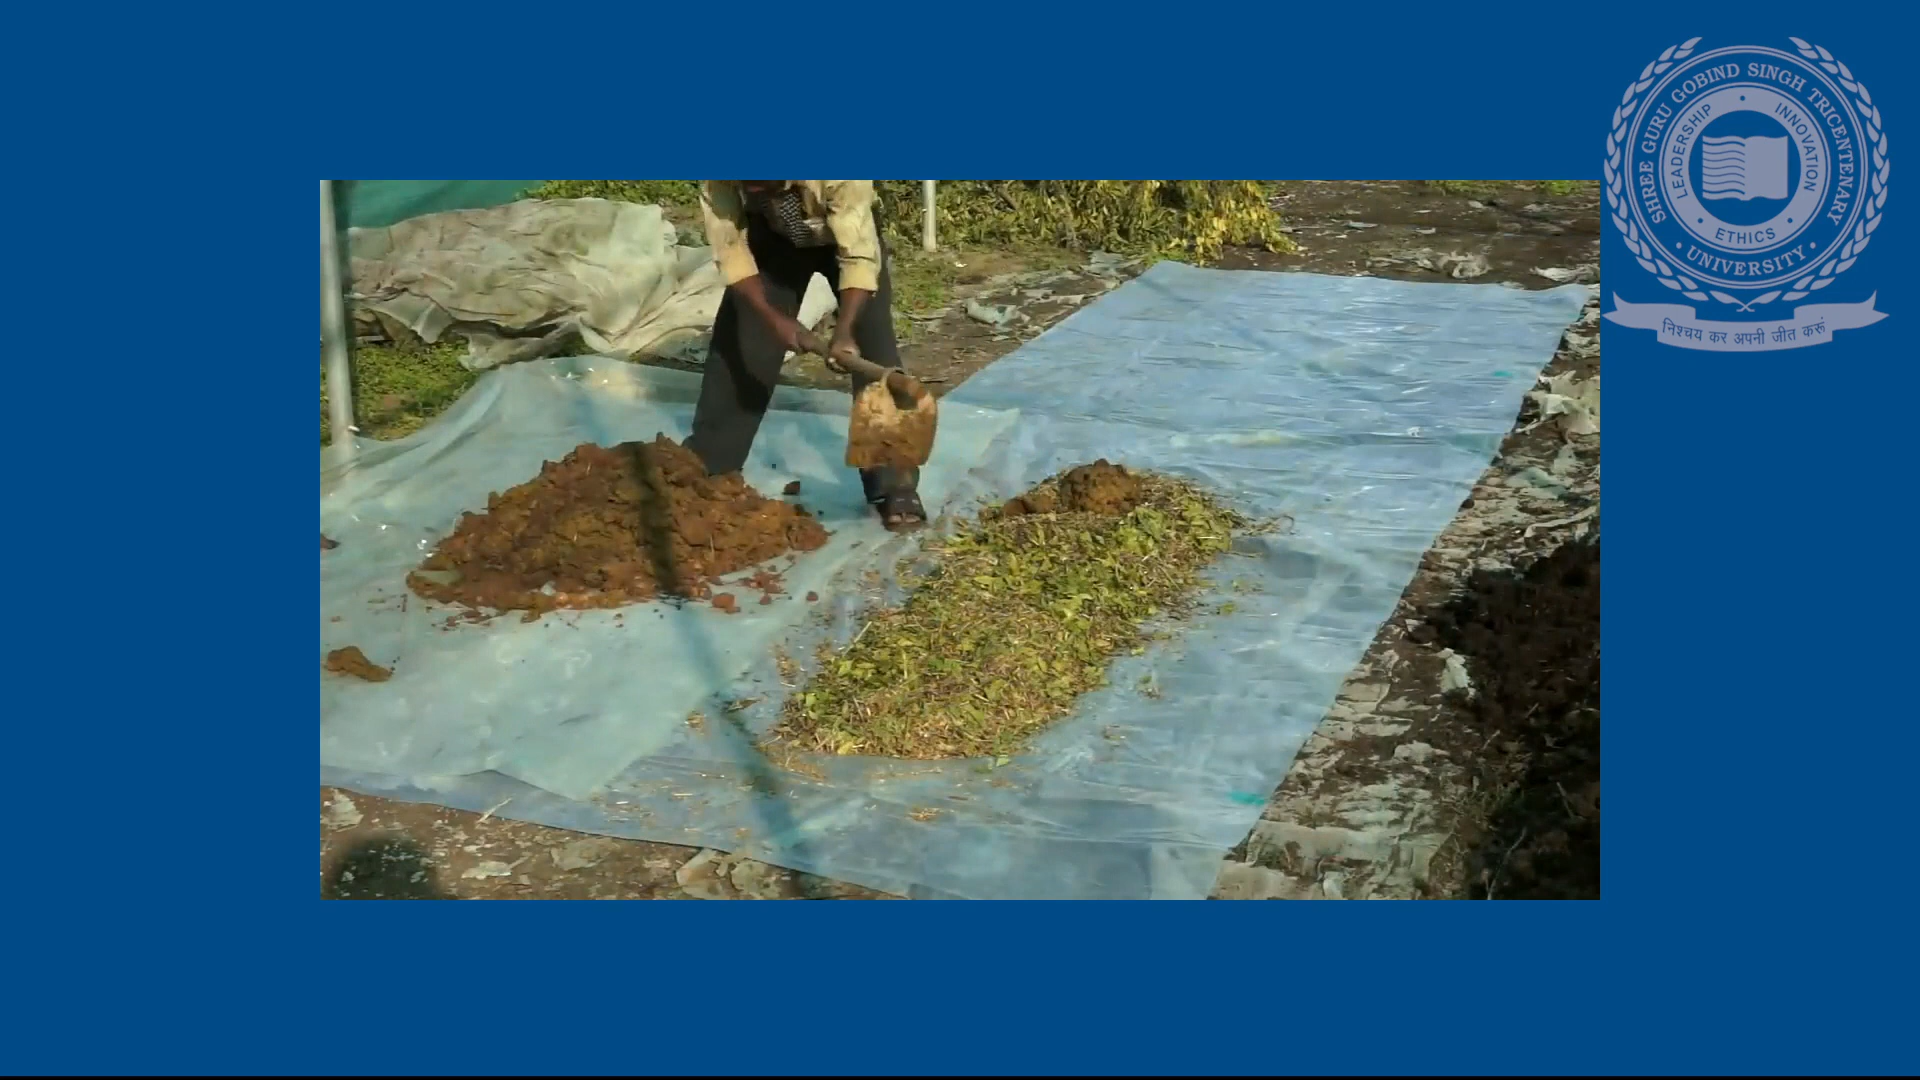 SHREE GURU GOBIND SINGH TRICENTENARY
UNIVERSITY
LEADERSHIP
INNOVATION
ETHICS
निश्चय कर अपनी जीत करूं